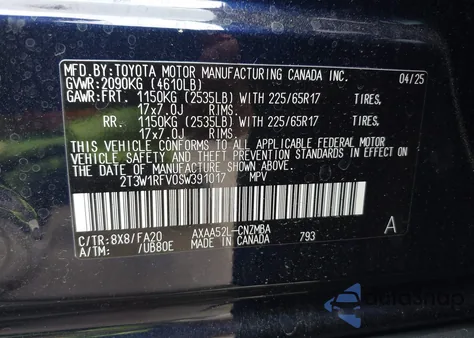 MFD.BY:TOYOTA MOTOR MANUFACTURING CANADA INC. 04/25
GVWR:2090KG (4610LB)
GAWR:FRT. 1150KG (2535LB) WITH 225/65R17 TIRES,
17x7.0J RIMS.
RR. 1150KG (2535LB) WITH 225/65R17 TIRES,
17x7.0J RIMS.
THIS VEHICLE CONFORMS TO ALL APPLICABLE FEDERAL MOTOR
VEHICLE SAFETY AND THEFT PREVENTION STANDARDS IN EFFECT ON
THE DATE OF MANUFACTURE SHOWN ABOVE.
2T3W1RFV0SW391017 MPV
C/TR:8X8/FA20 AXAA52L-CNZMBA A
A/TM: /UB80E MADE IN CANADA 793
AutoSnap